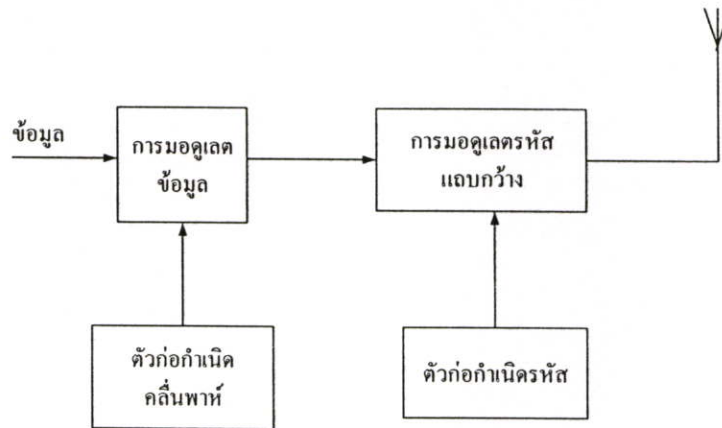 ข้อมูล
การมอดูเลต
ข้อมูล
การมอดูเลตรหัส
แถบกว้าง
ตัวก่อกำเนิด
คลื่นพาห์
ตัวก่อกำเนิดรหัส